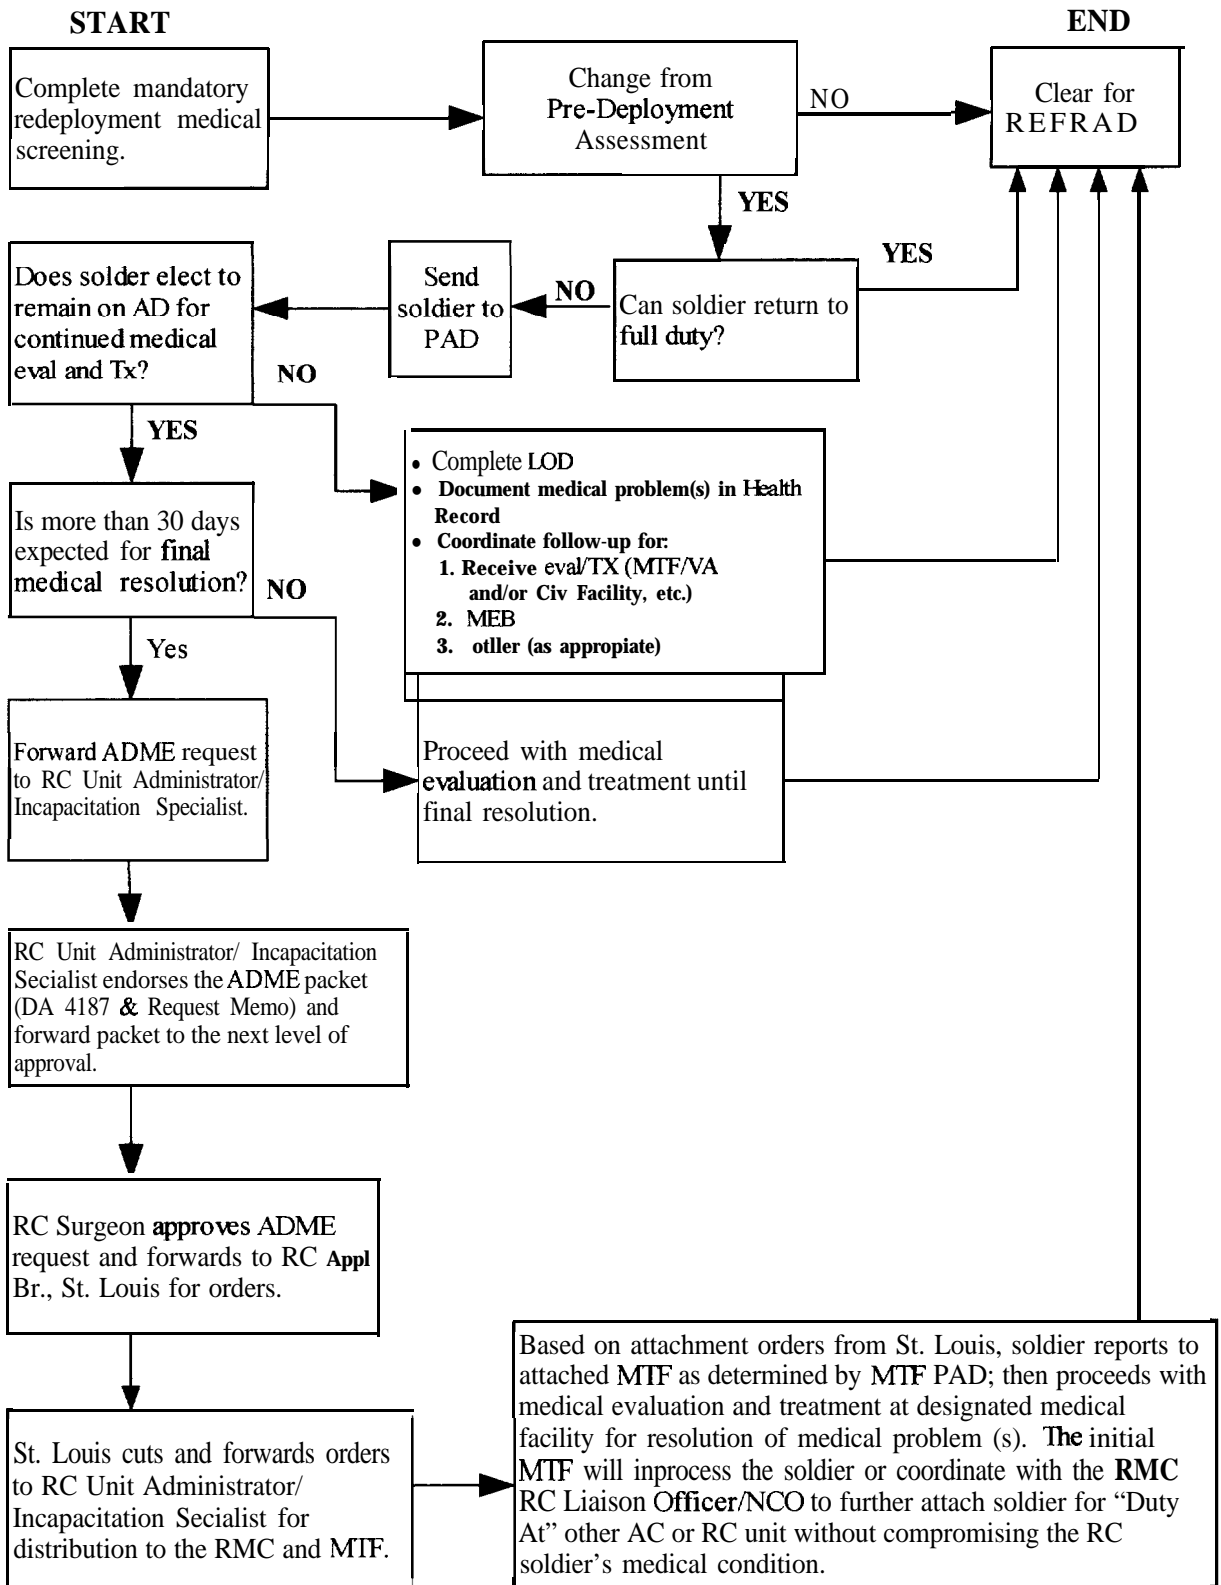 START
END
Complete mandatory
redeployment medical
screening.
Change from
Pre-Deployment
Assessment
NO
Clear for
REFRAD
YES
Does solder elect to
remain on AD for
continued medical
eval and Tx?
Send
soldier to
PAD
NO
Can soldier return to
full duty?
YES
NO
YES
• Complete LOD
• Document medical problem(s) in Health
Record
• Coordinate follow-up for:
1. Receive eval/TX (MTF/VA
and/or Civ Facility, etc.)
2. MEB
3. otller (as appropiate)
Is more than 30 days
expected for final
medical resolution?
NO
Yes
Forward ADME request
to RC Unit Administrator/
Incapacitation Specialist.
Proceed with medical
evaluation and treatment until
final resolution.
RC Unit Administrator/ Incapacitation
Secialist endorses the ADME packet
(DA 4187 & Request Memo) and
forward packet to the next level of
approval.
RC Surgeon approves ADME
request and forwards to RC Appl
Br., St. Louis for orders.
St. Louis cuts and forwards orders
to RC Unit Administrator/
Incapacitation Secialist for
distribution to the RMC and MTF.
Based on attachment orders from St. Louis, soldier reports to
attached MTF as determined by MTF PAD; then proceeds with
medical evaluation and treatment at designated medical
facility for resolution of medical problem (s). The initial
MTF will inprocess the soldier or coordinate with the RMC
RC Liaison Officer/NCO to further attach soldier for “Duty
At” other AC or RC unit without compromising the RC
soldier’s medical condition.